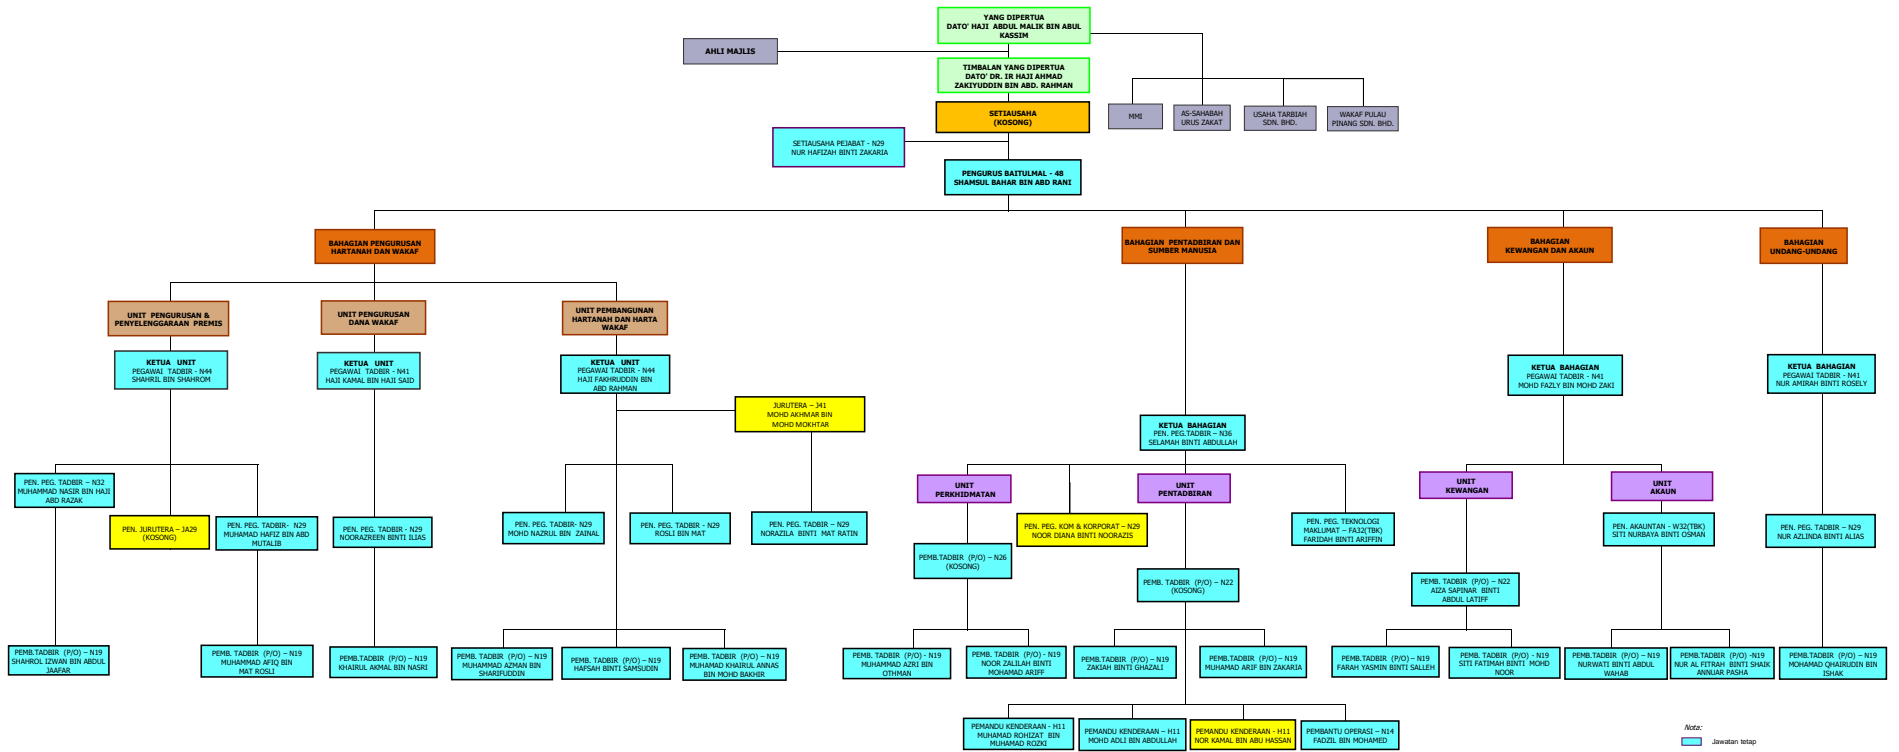 YANG DIPERTUA
DATO' HAJI ABDUL MALIK BIN ABUL
KASSIM
AHLI MAJLIS
TIMBALAN YANG DIPERTUA
DATO' DR. IR HAJI AHMAD
ZAKIYUDDIN BIN ABD. RAHMAN
SETIAUSAHA
(KOSONG)
MMI
AS-SAHABAH
URUS ZAKAT
USAHA TARBIAH
SDN. BHD.
WAKAF PULAU
PINANG SDN. BHD.
SETIAUSAHA PEJABAT - N29
NUR HAFIZAH BINTI ZAKARIA
PENGURUS BAITULMAL - 48
SHAMSUL BAHAR BIN ABD RANI
BAHAGIAN PENGURUSAN
HARTANAH DAN WAKAF
BAHAGIAN PENTADBIRAN DAN
SUMBER MANUSIA
BAHAGIAN
KEWANGAN DAN AKAUN
BAHAGIAN
UNDANG-UNDANG
UNIT PENGURUSAN &
PENYELENGGARAAN PREMIS
UNIT PENGURUSAN
DANA WAKAF
UNIT PEMBANGUNAN
HARTANAH DAN HARTA
WAKAF
KETUA UNIT
PEGAWAI TADBIR - N44
SHAHRIL BIN SHAHROM
KETUA UNIT
PEGAWAI TADBIR - N41
HAJI KAMAL BIN HAJI SAID
KETUA UNIT
PEGAWAI TADBIR - N44
HAJI FAKHRUDDIN BIN
ABD RAHMAN
KETUA BAHAGIAN
PEGAWAI TADBIR - N41
MOHD FAZLY BIN MOHD ZAKI
KETUA BAHAGIAN
PEGAWAI TADBIR - N41
NUR AMIRAH BINTI ROSELY
JURUTERA – J41
MOHD AKHMAR BIN
MOHD MOKHTAR
KETUA BAHAGIAN
PEN. PEG.TADBIR – N36
SELAMAH BINTI ABDULLAH
PEN. PEG. TADBIR – N32
MUHAMMAD NASIR BIN HAJI
ABD RAZAK
PEN. JURUTERA – JA29
(KOSONG)
PEN. PEG. TADBIR- N29
MUHAMAD HAFIZ BIN ABD
MUTALIB
PEN. PEG. TADBIR - N29
NOORAZREEN BINTI ILIAS
PEN. PEG. TADBIR- N29
MOHD NAZRUL BIN ZAINAL
PEN. PEG. TADBIR - N29
ROSLI BIN MAT
PEN. PEG. TADBIR – N29
NORAZILA BINTI MAT RATIN
UNIT
PERKHIDMATAN
PEN. PEG. KOM & KORPORAT – N29
NOOR DIANA BINTI NOORAZIS
UNIT
PENTADBIRAN
PEN. PEG. TEKNOLOGI
MAKLUMAT – FA32(TBK)
FARIDAH BINTI ARIFFIN
UNIT
KEWANGAN
UNIT
AKAUN
PEN. AKAUNTAN - W32(TBK)
SITI NURBAYA BINTI OSMAN
PEN. PEG. TADBIR – N29
NUR AZLINDA BINTI ALIAS
PEMB.TADBIR (P/O) – N26
(KOSONG)
PEMB. TADBIR (P/O) – N22
(KOSONG)
PEMB. TADBIR (P/O) – N22
AIZA SAPINAR BINTI
ABDUL LATIFF
PEMB.TADBIR (P/O) – N19
SHAHROL IZWAN BIN ABDUL
JAAFAR
PEMB. TADBIR (P/O) – N19
MUHAMMAD AFIQ BIN
MAT ROSLI
PEMB.TADBIR (P/O) – N19
KHAIRUL AKMAL BIN NASRI
PEMB. TADBIR (P/O) – N19
MUHAMMAD AZMAN BIN
SHARIFUDDIN
PEMB. TADBIR (P/O) – N19
HAFSAH BINTI SAMSUDIN
PEMB. TADBIR (P/O) – N19
MUHAMAD KHAIRUL ANNAS
BIN MOHD BAKHIR
PEMB. TADBIR (P/O) - N19
MUHAMMAD AZRI BIN
OTHMAN
PEMB. TADBIR (P/O) - N19
NOOR ZALILAH BINTI
MOHAMAD ARIFF
PEMB.TADBIR (P/O) – N19
ZAKIAH BINTI GHAZALI
PEMB.TADBIR (P/O) – N19
MUHAMAD ARIF BIN ZAKARIA
PEMB.TADBIR (P/O) – N19
FARAH YASMIN BINTI SALLEH
PEMB. TADBIR (P/O) - N19
SITI FATIMAH BINTI MOHD
NOOR
PEMB.TADBIR (P/O) – N19
NURWATI BINTI ABDUL
WAHAB
PEMB.TADBIR (P/O) -N19
NUR AL FITRAH BINTI SHAIK
ANNUAR PASHA
PEMB.TADBIR (P/O) – N19
MOHAMAD QHAIRUDIN BIN
ISHAK
PEMANDU KENDERAAN - H11
MUHAMAD ROHIZAT BIN
MUHAMAD ROZKI
PEMANDU KENDERAAN – H11
MOHD ADLI BIN ABDULLAH
PEMANDU KENDERAAN - H11
NOR KAMAL BIN ABU HASSAN
PEMBANTU OPERASI – N14
FADZIL BIN MOHAMED
Nota:
Jawatan tetap